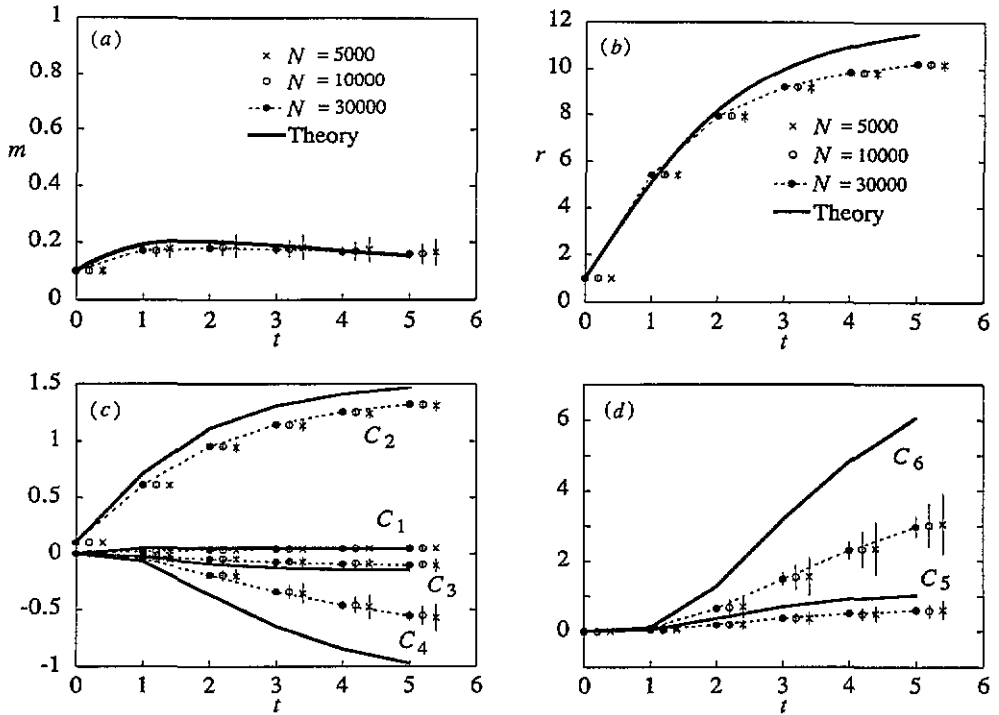 (a)
× N = 5000
○ N = 10000
● N = 30000
Theory
m
1
0.8
0.6
0.4
0.2
0
0 1 2 3 4 5 6
t
(b)
× N = 5000
○ N = 10000
● N = 30000
Theory
r
12
10
8
6
4
2
0
0 1 2 3 4 5 6
t
(c)
C2
C1
C3
C4
1.5
1
0.5
0
-0.5
-1
0 1 2 3 4 5 6
t
(d)
C6
C5
6
4
2
0
0 1 2 3 4 5 6
t